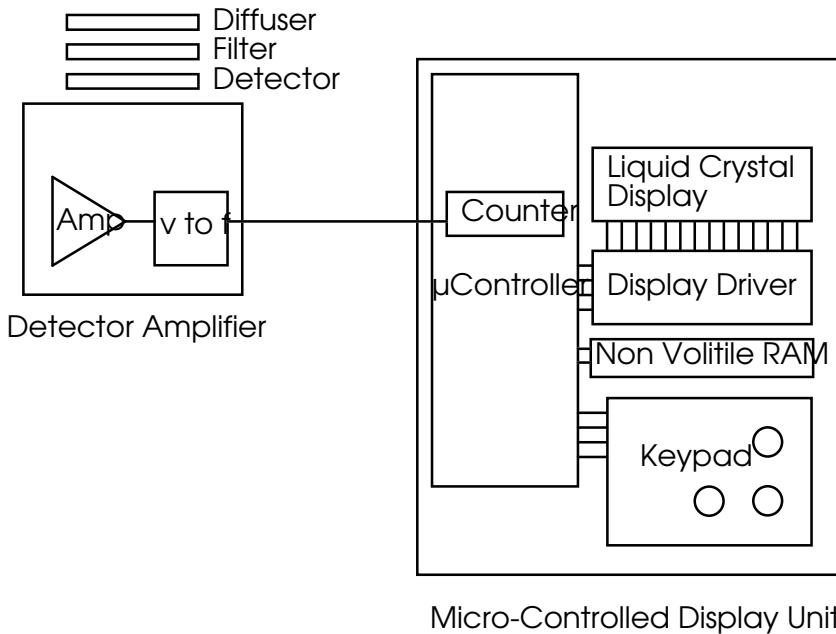 Diffuser
Filter
Detector
Amp
v to f
Detector Amplifier
Counter
µController
Liquid Crystal
Display
Display Driver
Non Volitile RAM
Keypad
Micro-Controlled Display Unit